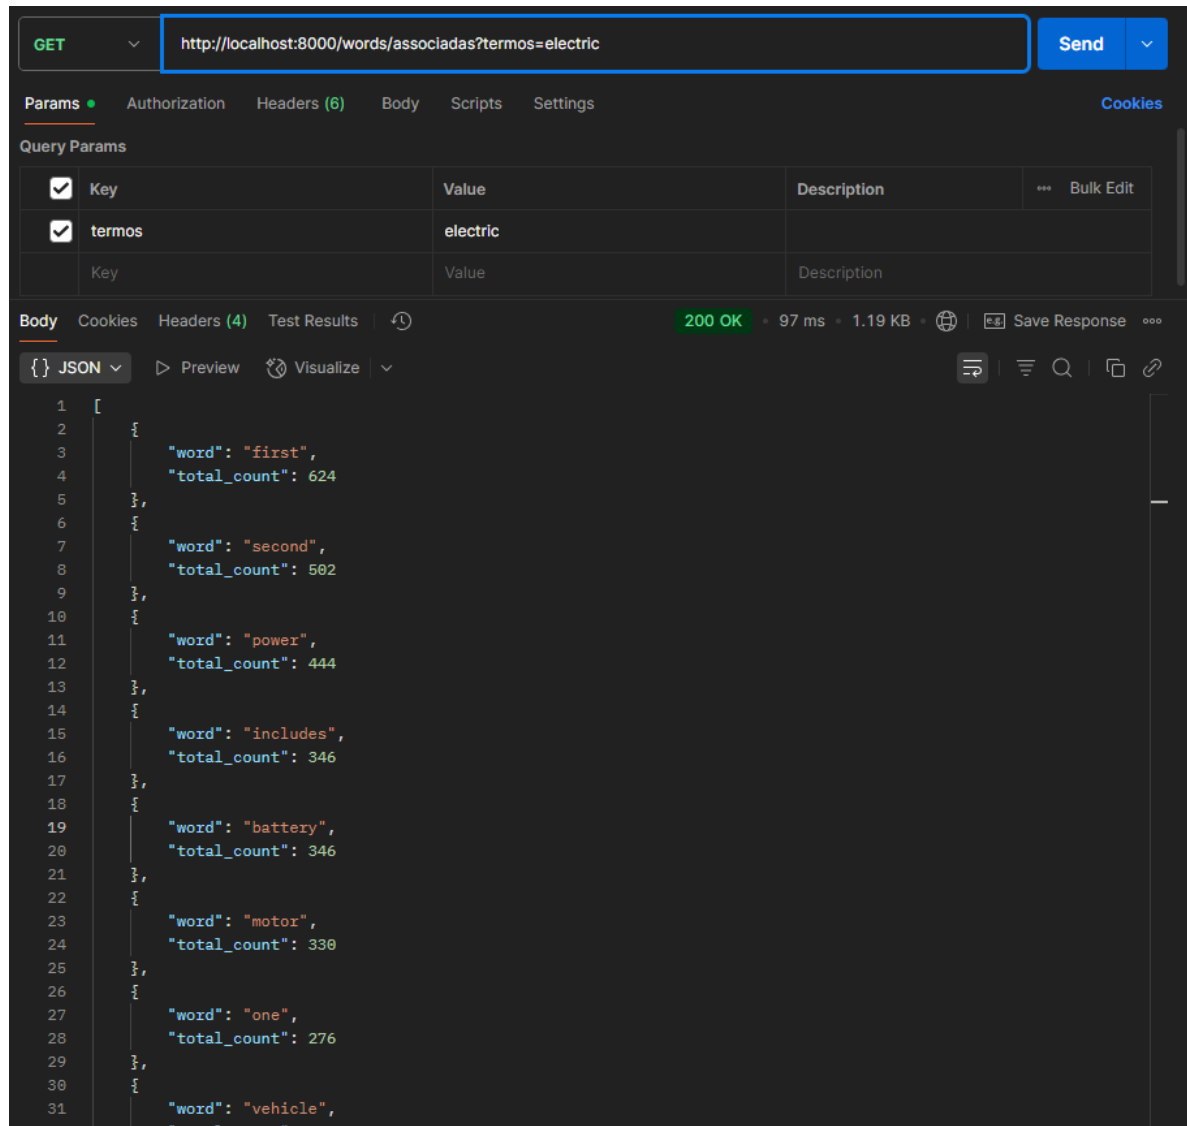 GET http://localhost:8000/words/associadas?termos=electric Send
Params Authorization Headers (6) Body Scripts Settings Cookies
Query Params
Key Value Description Bulk Edit
termos electric
Key Value Description
Body Cookies Headers (4) Test Results 200 OK 97 ms 1.19 KB e.g. Save Response
{} JSON Preview Visualize
1 [
2 {
3 "word": "first",
4 "total_count": 624
5 },
6 {
7 "word": "second",
8 "total_count": 502
9 },
10 {
11 "word": "power",
12 "total_count": 444
13 },
14 {
15 "word": "includes",
16 "total_count": 346
17 },
18 {
19 "word": "battery",
20 "total_count": 346
21 },
22 {
23 "word": "motor",
24 "total_count": 330
25 },
26 {
27 "word": "one",
28 "total_count": 276
29 },
30 {
31 "word": "vehicle",